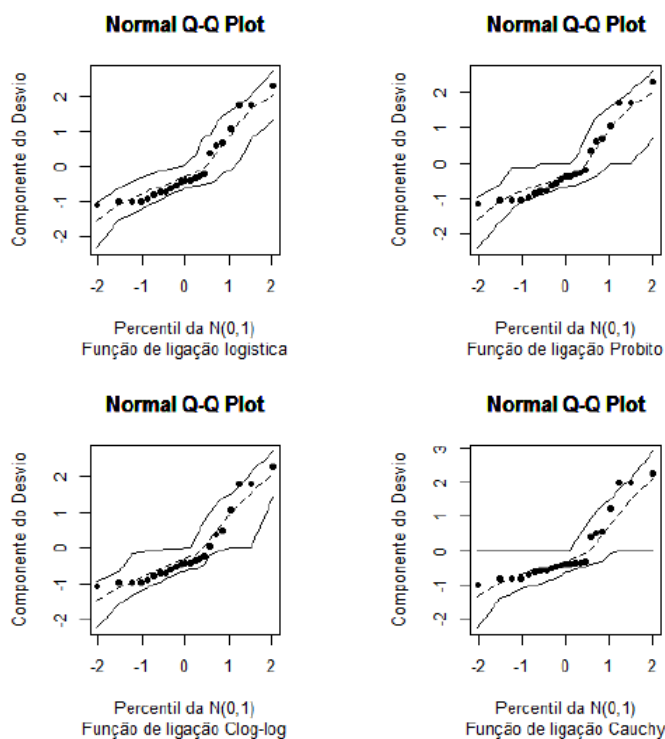 Normal Q-Q Plot
Componente do Desvio
2
1
0
-1
-2
-2 -1 0 1 2
Percentil da N(0,1)
Função de ligação logistica
Normal Q-Q Plot
Componente do Desvio
2
1
0
-1
-2
-2 -1 0 1 2
Percentil da N(0,1)
Função de ligação Probito
Normal Q-Q Plot
Componente do Desvio
2
1
0
-1
-2
-2 -1 0 1 2
Percentil da N(0,1)
Função de ligação Clog-log
Normal Q-Q Plot
Componente do Desvio
3
2
1
0
-1
-2
-2 -1 0 1 2
Percentil da N(0,1)
Função de ligação Cauchy